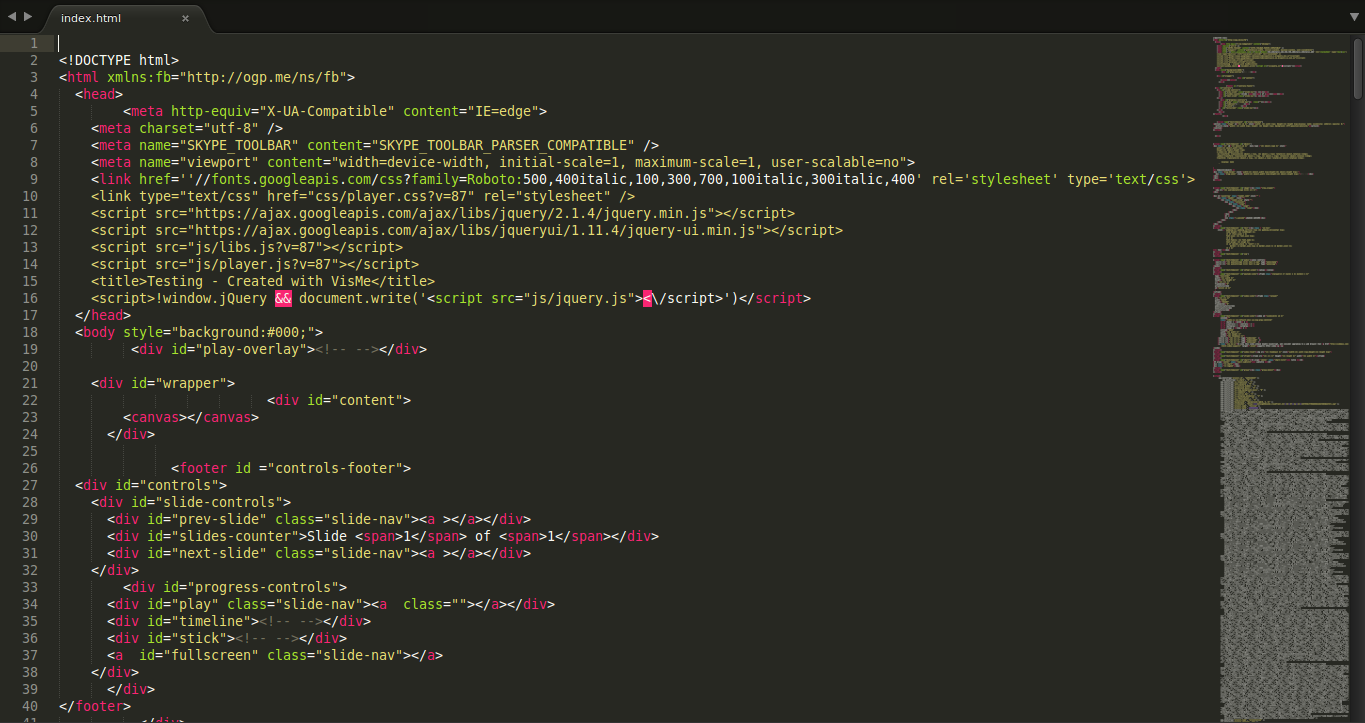 index.html ×
1
2 <!DOCTYPE html>
3 <html xmlns:fb="http://ogp.me/ns/fb">
4 <head>
5 <meta http-equiv="X-UA-Compatible" content="IE=edge">
6 <meta charset="utf-8" />
7 <meta name="SKYPE_TOOLBAR" content="SKYPE_TOOLBAR_PARSER_COMPATIBLE" />
8 <meta name="viewport" content="width=device-width, initial-scale=1, maximum-scale=1, user-scalable=no">
9 <link href=''//fonts.googleapis.com/css?family=Roboto:500,400italic,100,300,700,100italic,300italic,400' rel='stylesheet' type='text/css'>
10 <link type="text/css" href="css/player.css?v=87" rel="stylesheet" />
11 <script src="https://ajax.googleapis.com/ajax/libs/jquery/2.1.4/jquery.min.js"></script>
12 <script src="https://ajax.googleapis.com/ajax/libs/jqueryui/1.11.4/jquery-ui.min.js"></script>
13 <script src="js/libs.js?v=87"></script>
14 <script src="js/player.js?v=87"></script>
15 <title>Testing - Created with VisMe</title>
16 <script>!window.jQuery && document.write('<script src="js/jquery.js"><\/script>')</script>
17 </head>
18 <body style="background:#000;">
19 <div id="play-overlay"><!-- --></div>
20
21 <div id="wrapper">
22 <div id="content">
23 <canvas></canvas>
24 </div>
25
26 <footer id ="controls-footer">
27 <div id="controls">
28 <div id="slide-controls">
29 <div id="prev-slide" class="slide-nav"><a ></a></div>
30 <div id="slides-counter">Slide <span>1</span> of <span>1</span></div>
31 <div id="next-slide" class="slide-nav"><a ></a></div>
32 </div>
33 <div id="progress-controls">
34 <div id="play" class="slide-nav"><a  class=""></a></div>
35 <div id="timeline"><!-- --></div>
36 <div id="stick"><!-- --></div>
37 <a  id="fullscreen" class="slide-nav"></a>
38 </div>
39 </div>
40 </footer>
41 </div>